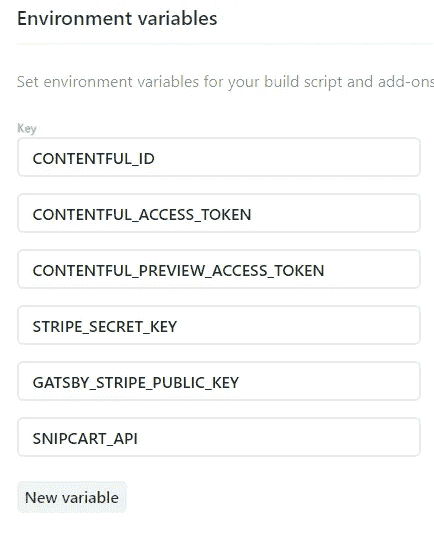 Environment variables
Set environment variables for your build script and add-ons
Key
CONTENTFUL_ID
CONTENTFUL_ACCESS_TOKEN
CONTENTFUL_PREVIEW_ACCESS_TOKEN
STRIPE_SECRET_KEY
GATSBY_STRIPE_PUBLIC_KEY
SNIPCART_API
New variable